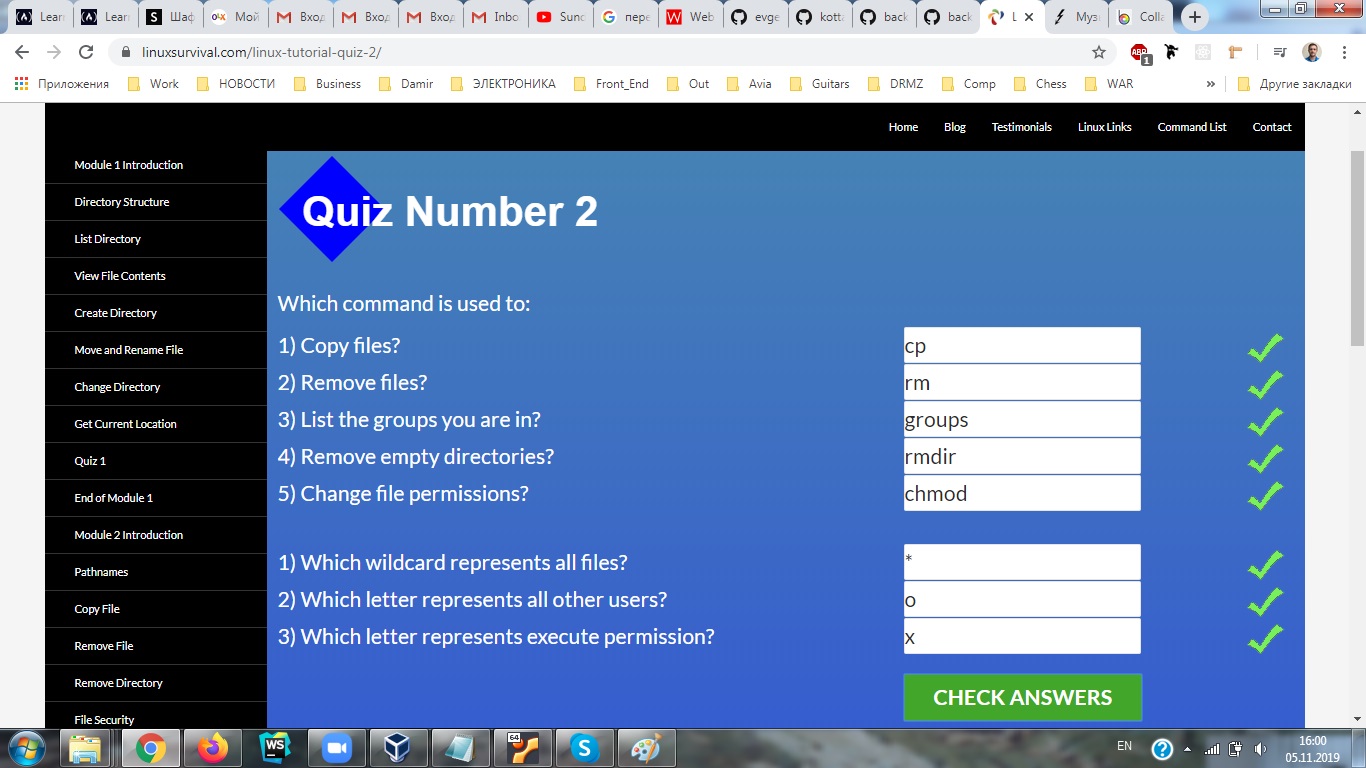 Learn
Learn
Шаф
Мой
Вход
Вход
Вход
Inbo
Sund
пере
Web
evge
kotta
back
back
L
Муз
Colla
linuxsurvival.com/linux-tutorial-quiz-2/
ABP
1
Приложения
Work
НОВОСТИ
Business
Damir
ЭЛЕКТРОНИКА
Front_End
Out
Avia
Guitars
DRMZ
Comp
Chess
WAR
»
Другие закладки
Home
Blog
Testimonials
Linux Links
Command List
Contact
Module 1 Introduction
Directory Structure
List Directory
View File Contents
Create Directory
Move and Rename File
Change Directory
Get Current Location
Quiz 1
End of Module 1
Module 2 Introduction
Pathnames
Copy File
Remove File
Remove Directory
File Security
Quiz Number 2
Which command is used to:
1) Copy files? cp
2) Remove files? rm
3) List the groups you are in? groups
4) Remove empty directories? rmdir
5) Change file permissions? chmod
1) Which wildcard represents all files? *
2) Which letter represents all other users? o
3) Which letter represents execute permission? x
CHECK ANSWERS
WS
64
EN
16:00
05.11.2019